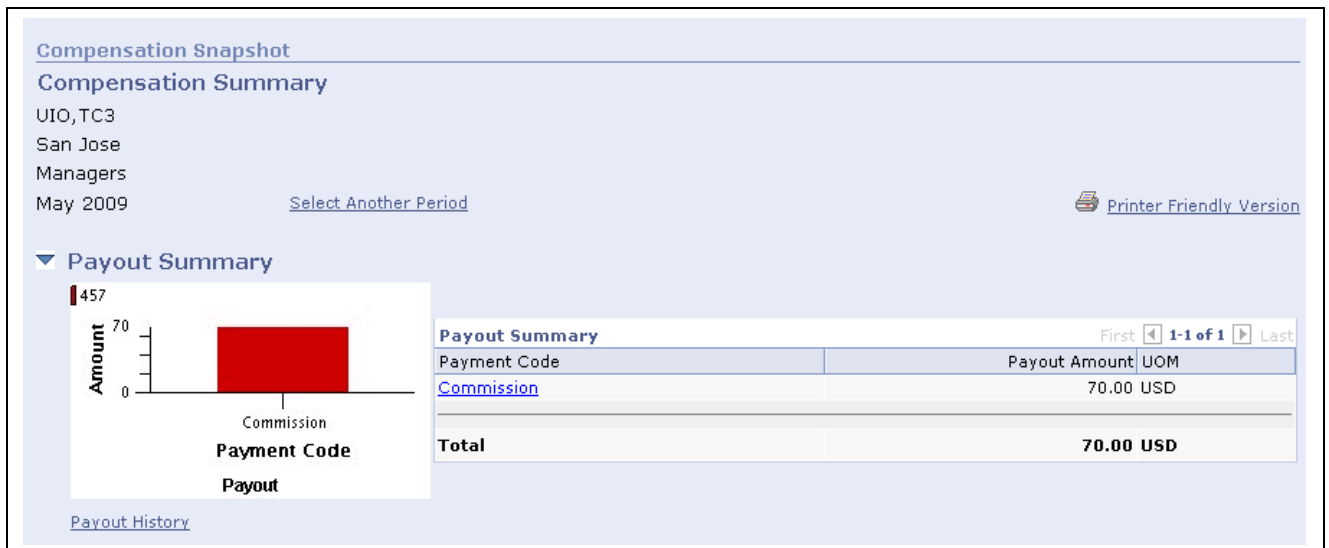 Compensation Snapshot
Compensation Summary
UIO,TC3
San Jose
Managers
May 2009 Select Another Period Printer Friendly Version
Payout Summary
457
70
Amount
0
Commission
Payment Code
Payout
Payout Summary First 1-1 of 1 Last
Payment Code Payout Amount UOM
Commission 70.00 USD
Total 70.00 USD
Payout History